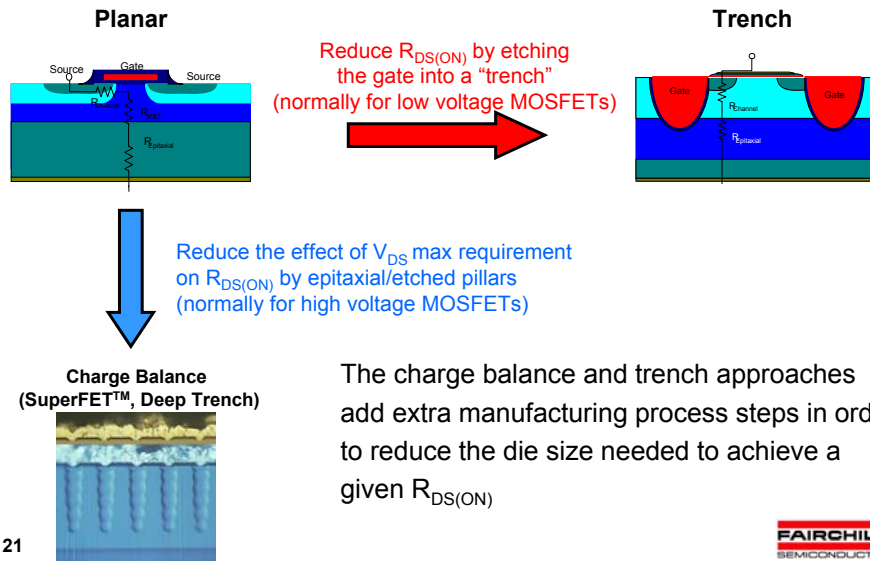 Planar
Trench
Source
Gate
Source
R Channel
R JFET
R Epitaxial
Reduce R DS(ON) by etching
the gate into a “trench”
(normally for low voltage MOSFETs)
Gate
Gate
R Channel
R Epitaxial
Reduce the effect of V DS max requirement
on R DS(ON) by epitaxial/etched pillars
(normally for high voltage MOSFETs)
Charge Balance
(SuperFET™, Deep Trench)
The charge balance and trench approaches
add extra manufacturing process steps in ord
to reduce the die size needed to achieve a
given R DS(ON)
21
FAIRCHIL
SEMICONDUCT